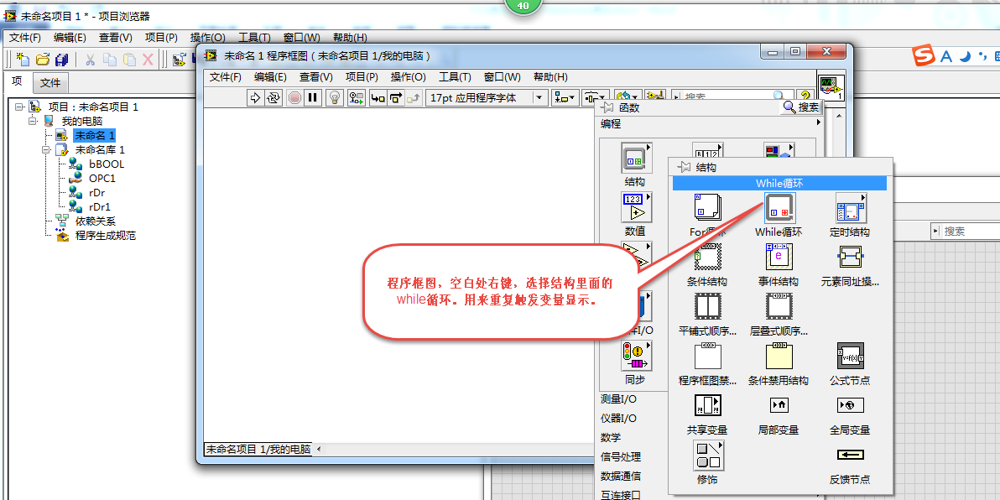 40
未命名项目 1 * - 项目浏览器
文件(F) 编辑(E) 查看(V) 项目(P) 操作(O) 工具(T) 窗口(W) 帮助(H)
项 文件
项目：未命名项目 1
我的电脑
未命名 1
未命名库 1
bBOOL
OPC1
rDr
rDr1
依赖关系
程序生成规范
未命名 1 程序框图（未命名项目 1/我的电脑）
文件(F) 编辑(E) 查看(V) 项目(P) 操作(O) 工具(T) 窗口(W) 帮助(H)
17pt 应用程序字体
搜索
函数
搜索
编程
结构
数值
件I/O
同步
测量I/O
仪器I/O
数学
信号处理
数据通信
互连接口
结构
While循环
For循环
While循环
定时结构
条件结构
事件结构
元素同址操...
平铺式顺序...
层叠式顺序...
程序框图禁...
条件禁用结构
公式节点
共享变量
局部变量
全局变量
修饰
反馈节点
程序框图，空白处右键，选择结构里面的
while循环。用来重复触发变量显示。
未命名项目 1/我的电脑
搜索